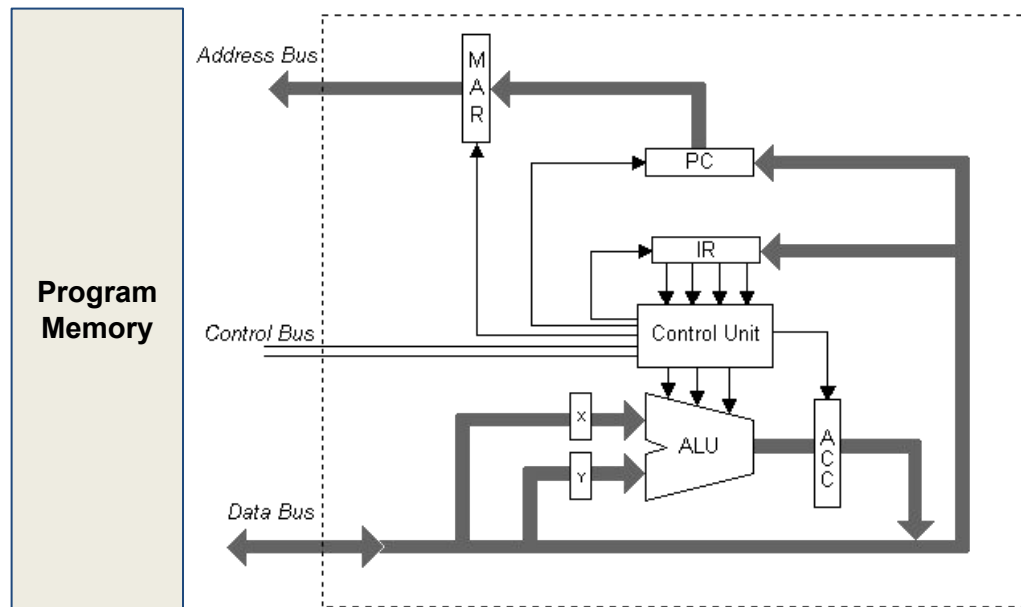 Address Bus
M
A
R
PC
IR
Program
Memory
Control Bus
Control Unit
X
ALU
Y
A
C
C
Data Bus